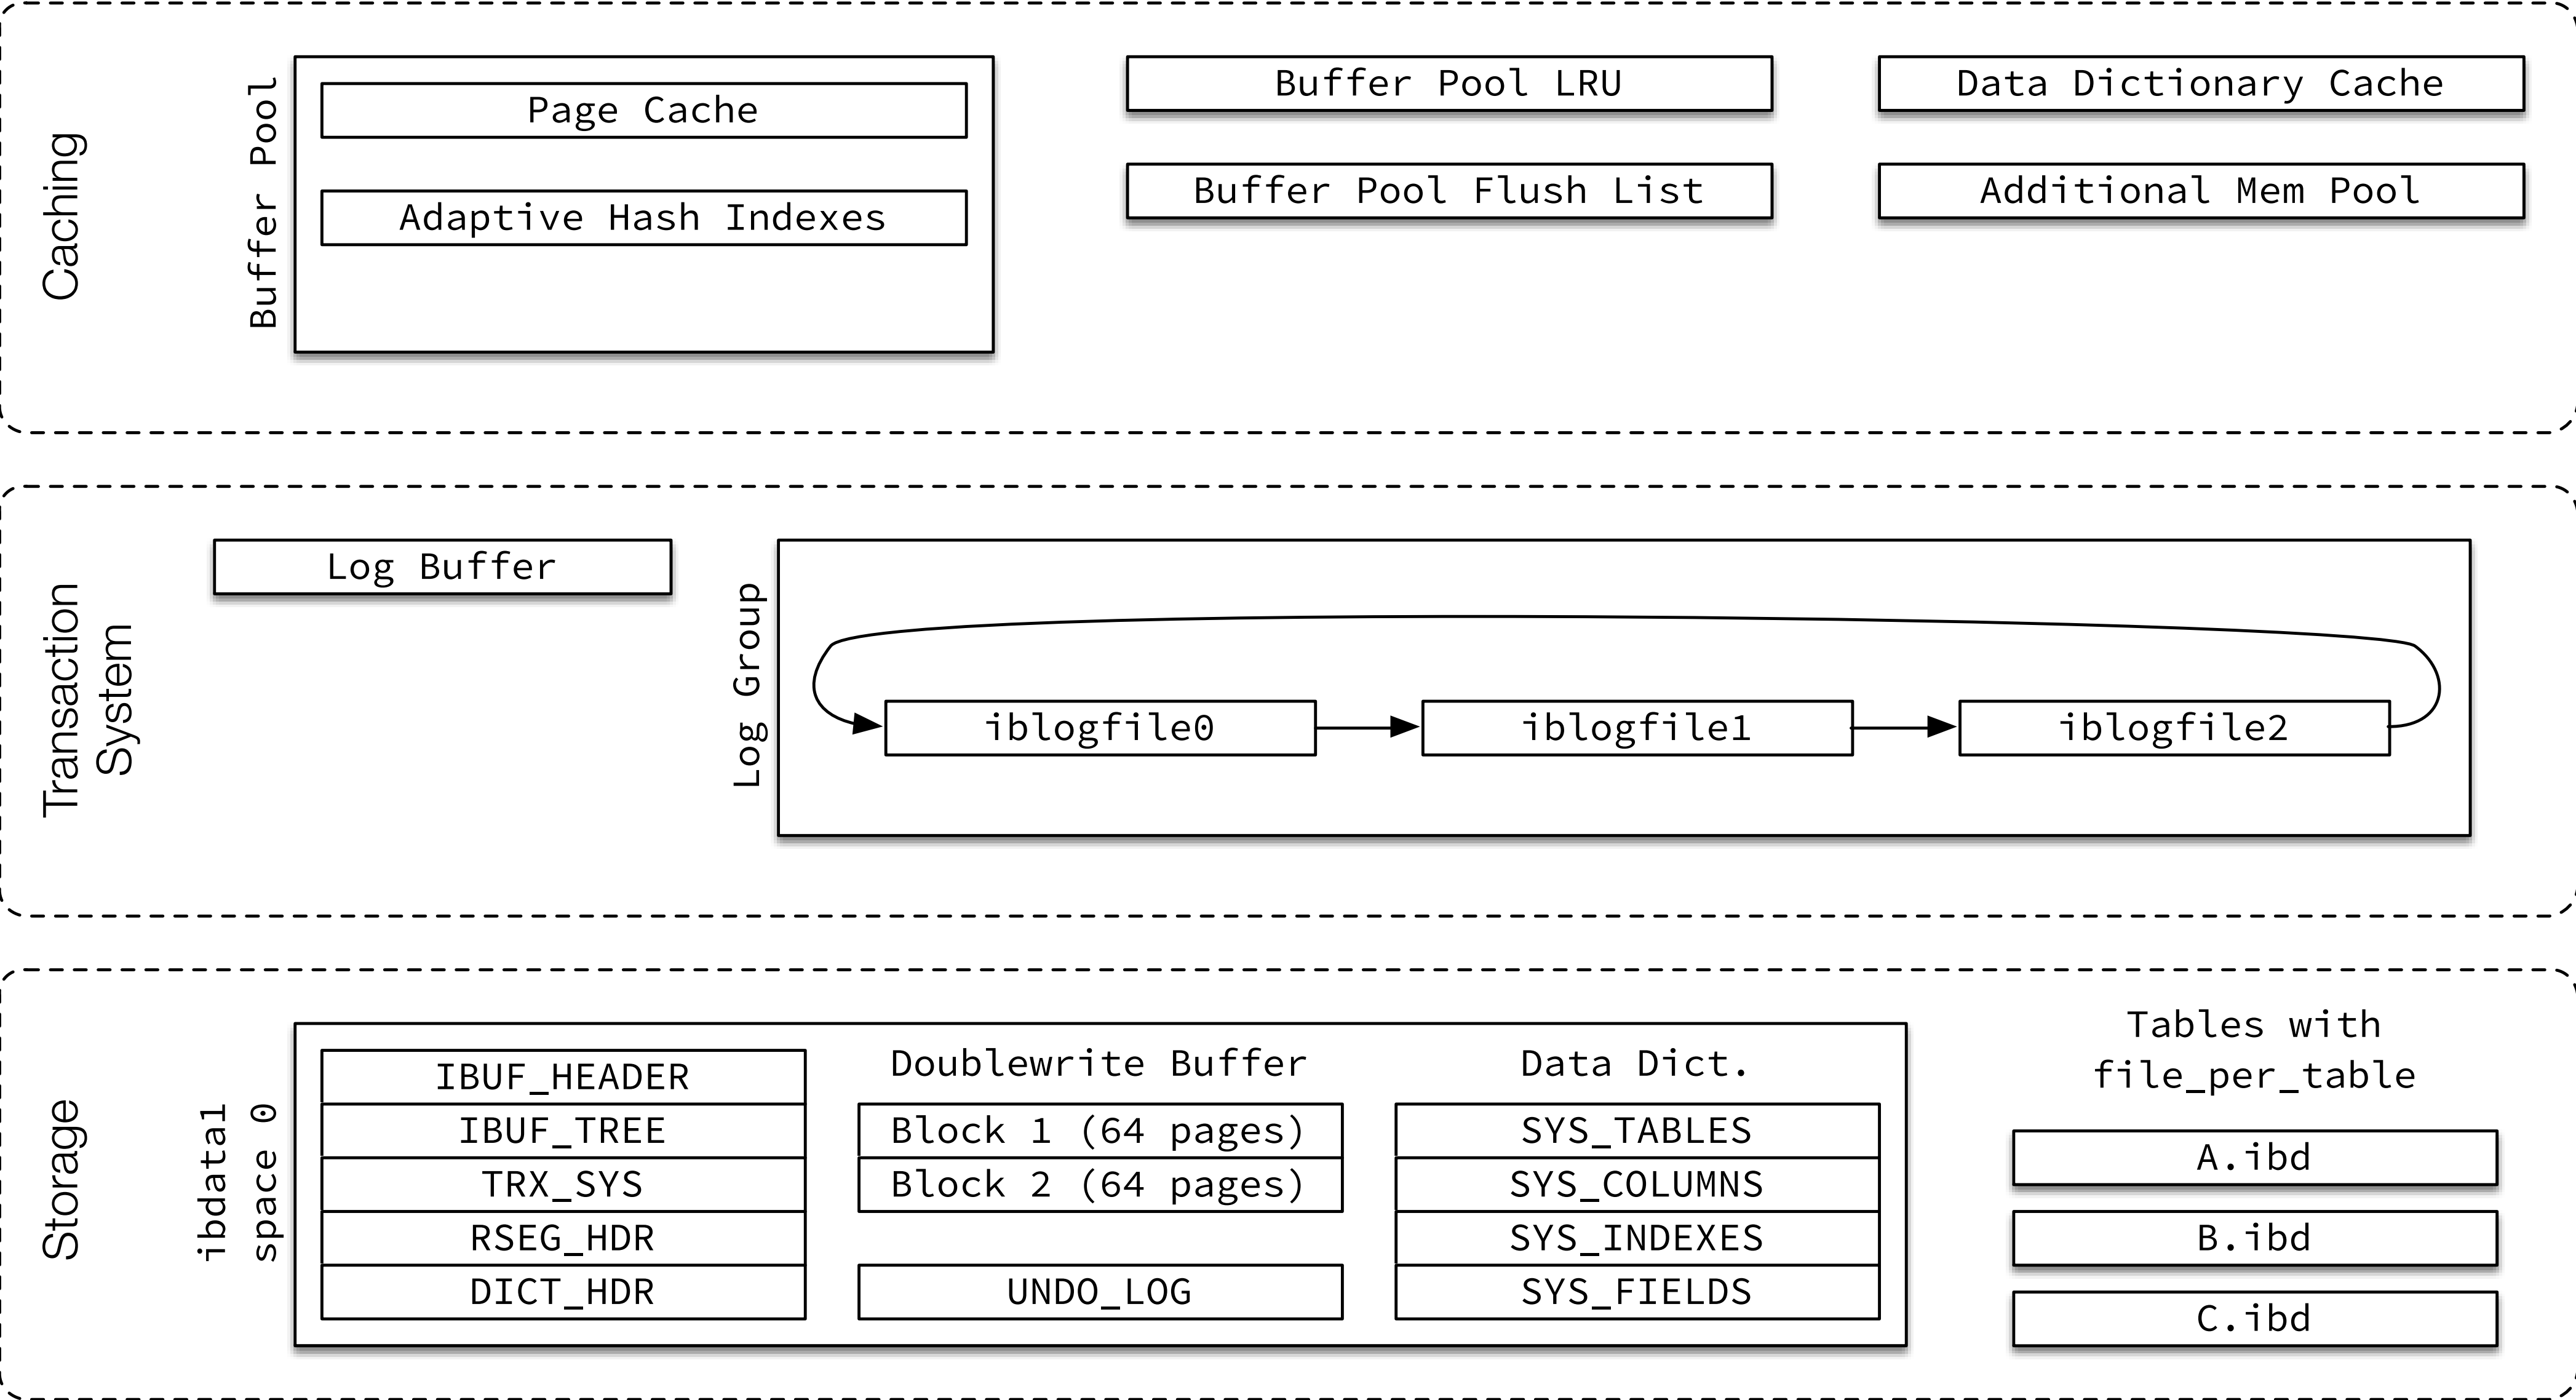 Caching
Buffer Pool
Page Cache
Adaptive Hash Indexes
Buffer Pool LRU
Buffer Pool Flush List
Data Dictionary Cache
Additional Mem Pool
Transaction
System
Log Buffer
Log Group
iblogfile0
iblogfile1
iblogfile2
Storage
ibdata1
space 0
IBUF_HEADER
IBUF_TREE
TRX_SYS
RSEG_HDR
DICT_HDR
Doublewrite Buffer
Block 1 (64 pages)
Block 2 (64 pages)
UNDO_LOG
Data Dict.
SYS_TABLES
SYS_COLUMNS
SYS_INDEXES
SYS_FIELDS
Tables with
file_per_table
A.ibd
B.ibd
C.ibd